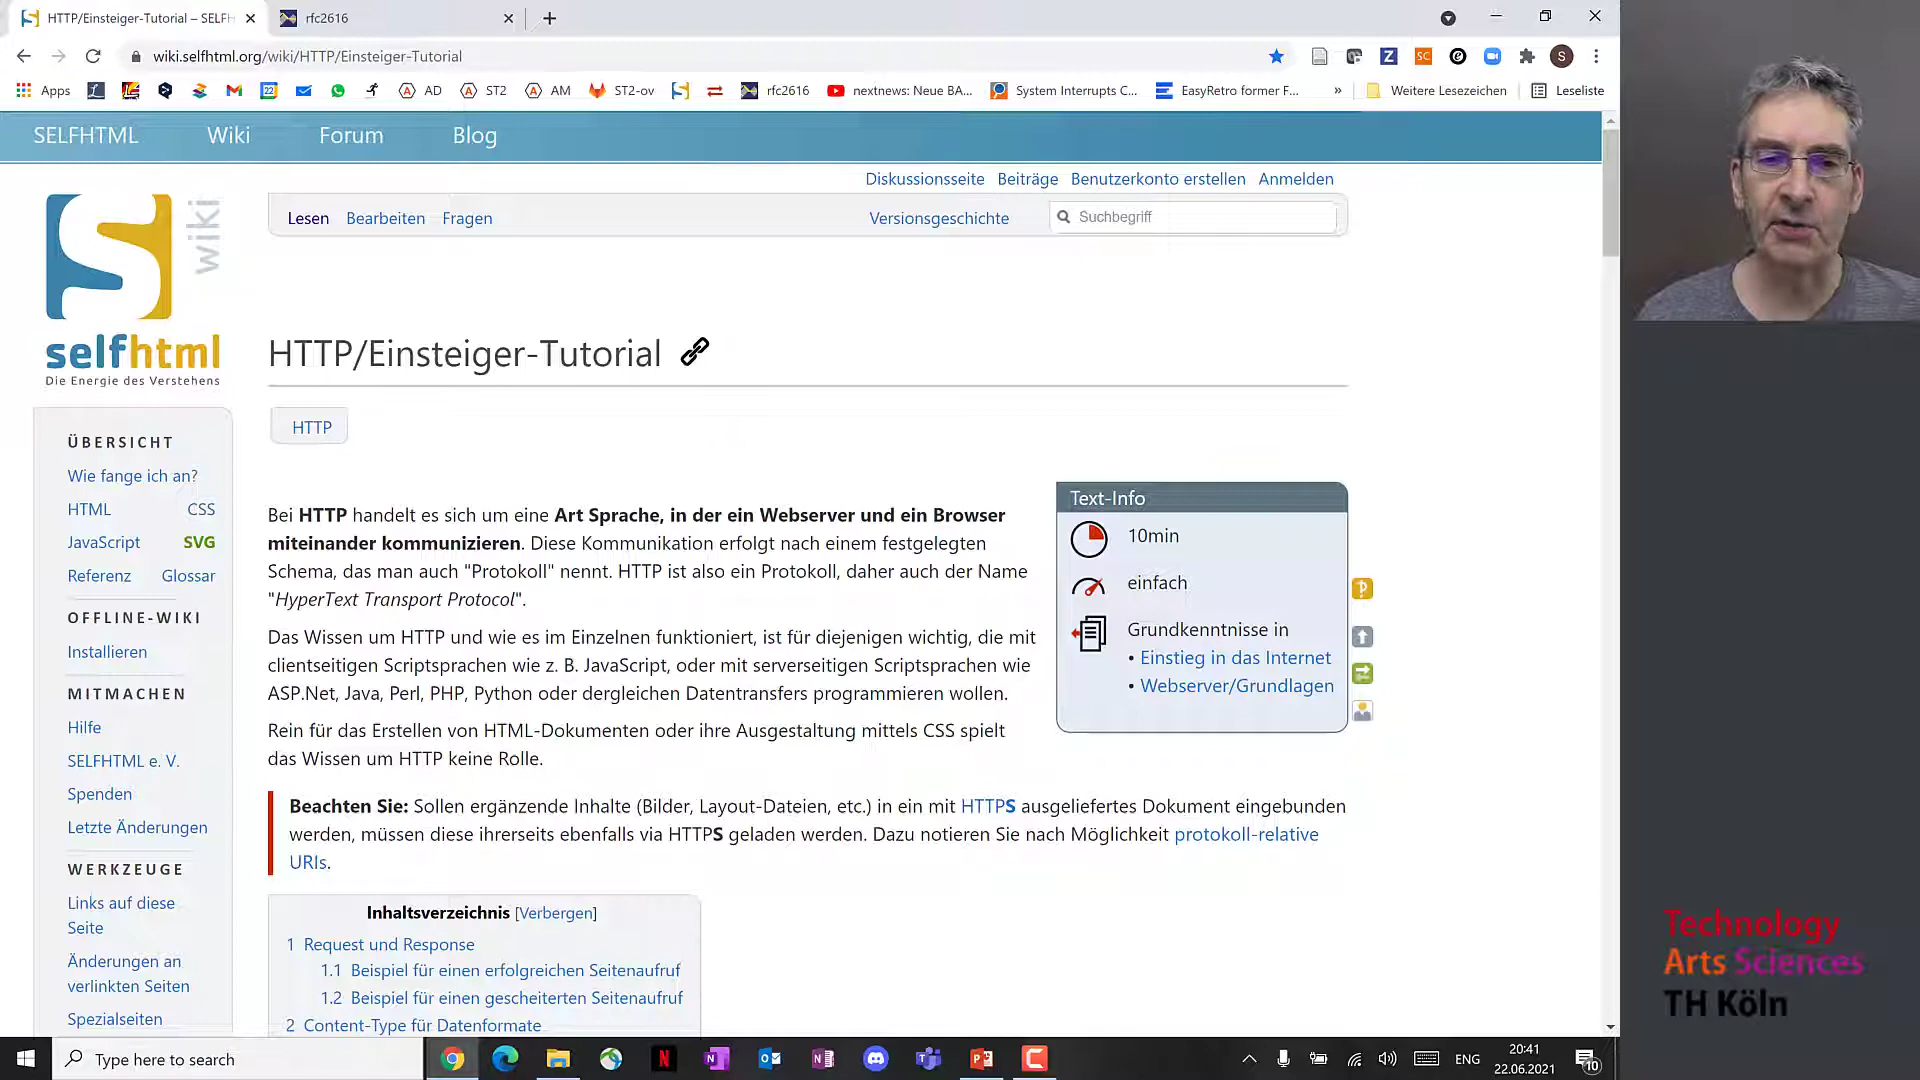 HTTP/Einsteiger-Tutorial – SELFH
rfc2616
wiki.selfhtml.org/wiki/HTTP/Einsteiger-Tutorial
Apps
AD
ST2
AM
ST2-ov
rfc2616
nextnews: Neue BA...
System Interrupts C...
EasyRetro former F...
»
Weitere Lesezeichen
Leseliste
SELFHTML
Wiki
Forum
Blog
Diskussionsseite Beiträge Benutzerkonto erstellen Anmelden
Lesen Bearbeiten Fragen
Versionsgeschichte
Suchbegriff
wiki
selfhtml
Die Energie des Verstehens
HTTP/Einsteiger-Tutorial
HTTP
ÜBERSICHT
Wie fange ich an?
HTML CSS
JavaScript SVG
Referenz Glossar
OFFLINE-WIKI
Installieren
MITMACHEN
Hilfe
SELFHTML e. V.
Spenden
Letzte Änderungen
WERKZEUGE
Links auf diese
Seite
Änderungen an
verlinkten Seiten
Spezialseiten
Bei HTTP handelt es sich um eine Art Sprache, in der ein Webserver und ein Browser
miteinander kommunizieren. Diese Kommunikation erfolgt nach einem festgelegten
Schema, das man auch "Protokoll" nennt. HTTP ist also ein Protokoll, daher auch der Name
"HyperText Transport Protocol".
Das Wissen um HTTP und wie es im Einzelnen funktioniert, ist für diejenigen wichtig, die mit
clientseitigen Scriptsprachen wie z. B. JavaScript, oder mit serverseitigen Scriptsprachen wie
ASP.Net, Java, Perl, PHP, Python oder dergleichen Datentransfers programmieren wollen.
Rein für das Erstellen von HTML-Dokumenten oder ihre Ausgestaltung mittels CSS spielt
das Wissen um HTTP keine Rolle.
Text-Info
10min
einfach
Grundkenntnisse in
• Einstieg in das Internet
• Webserver/Grundlagen
Beachten Sie: Sollen ergänzende Inhalte (Bilder, Layout-Dateien, etc.) in ein mit HTTPS ausgeliefertes Dokument eingebunden
werden, müssen diese ihrerseits ebenfalls via HTTPS geladen werden. Dazu notieren Sie nach Möglichkeit protokoll-relative
URIs.
Inhaltsverzeichnis [Verbergen]
1 Request und Response
1.1 Beispiel für einen erfolgreichen Seitenaufruf
1.2 Beispiel für einen gescheiterten Seitenaufruf
2 Content-Type für Datenformate
Technology
Arts Sciences
TH Köln
Type here to search
ENG
20:41
22.06.2021
10